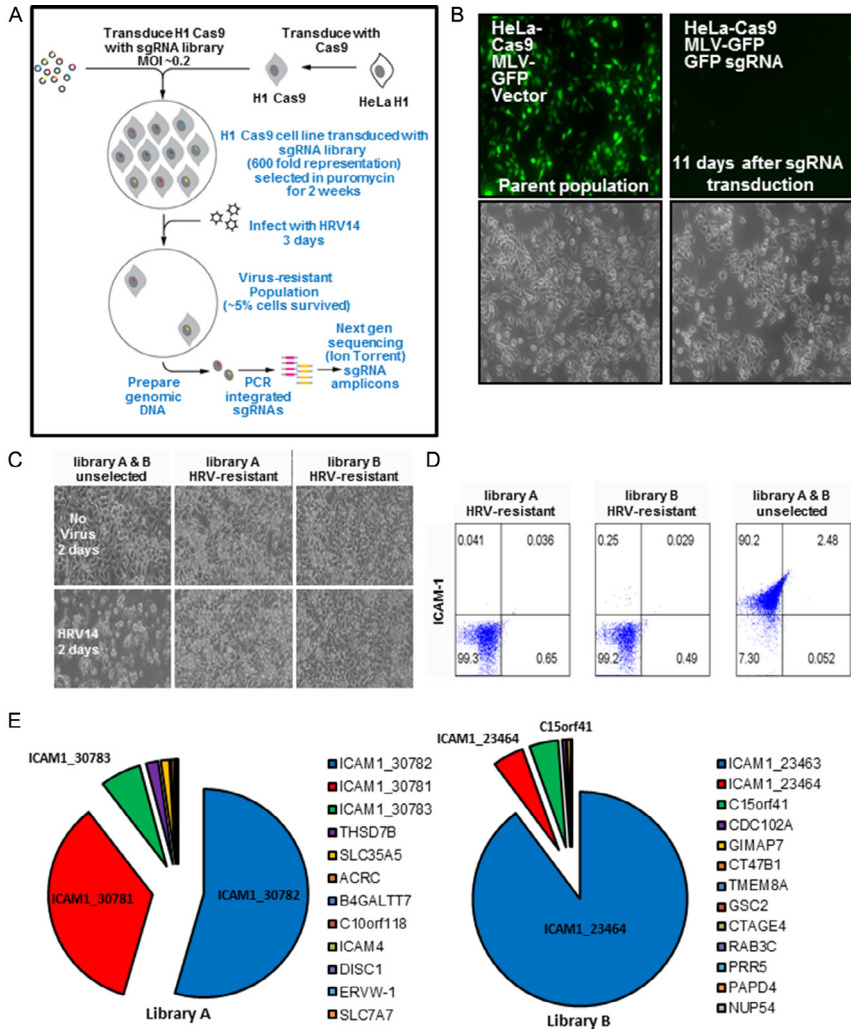 A
Transduce H1 Cas9
with sgRNA library
MOI ~0.2
Transduce with
Cas9
H1 Cas9
HeLa H1
H1 Cas9 cell line transduced with
sgRNA library
(600 fold representation)
selected in puromycin
for 2 weeks
Infect with HRV14
3 days
Virus-resistant
Population
(~5% cells survived)
Next gen
sequencing
(Ion Torrent)
sgRNA
amplicons
Prepare
genomic
DNA
PCR
integrated
sgRNAs
B
HeLa-
Cas9
MLV-
GFP
Vector
Parent population
HeLa-Cas9
MLV-GFP
GFP sgRNA
11 days after sgRNA
transduction
C
library A & B
unselected
library A
HRV-resistant
library B
HRV-resistant
No
Virus
2 days
HRV14
2 days
D
library A
HRV-resistant
library B
HRV-resistant
library A & B
unselected
ICAM-1
0.041
0.036
99.3
0.65
0.25
0.029
99.2
0.49
90.2
2.48
7.30
0.052
E
ICAM1_30783
ICAM1_30781
ICAM1_30782
Library A
ICAM1_30782
ICAM1_30781
ICAM1_30783
THSD7B
SLC35A5
ACRC
B4GALTT7
C10orf118
ICAM4
DISC1
ERVW-1
SLC7A7
ICAM1_23464
C15orf41
ICAM1_23464
Library B
ICAM1_23463
ICAM1_23464
C15orf41
CDC102A
GIMAP7
CT47B1
TMEM8A
GSC2
CTAGE4
RAB3C
PRR5
PAPD4
NUP54